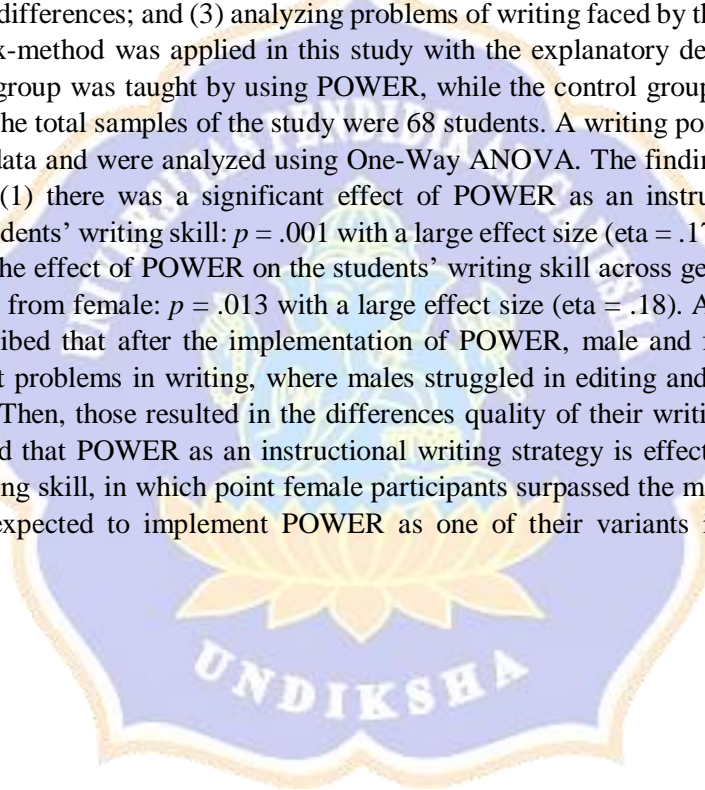 differences; and (3) analyzing problems of writing faced by th
x-method was applied in this study with the explanatory de
group was taught by using POWER, while the control group
he total samples of the study were 68 students. A writing po
data and were analyzed using One-Way ANOVA. The findin
(1) there was a significant effect of POWER as an instru
dents’ writing skill: p = .001 with a large effect size (eta = .17
he effect of POWER on the students’ writing skill across ge
from female: p = .013 with a large effect size (eta = .18). A
ibed that after the implementation of POWER, male and f
t problems in writing, where males struggled in editing and
Then, those resulted in the differences quality of their writi
d that POWER as an instructional writing strategy is effect
ing skill, in which point female participants surpassed the m
expected to implement POWER as one of their variants i
UNIVERSITAS PENDIDIKAN GANESHA
UNDIKSHA